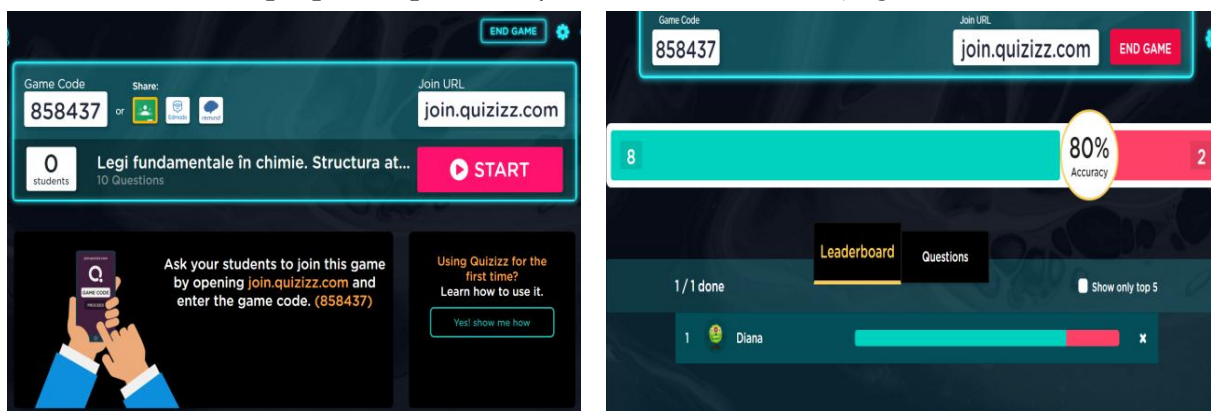 END GAME
Game Code
Share:
Join URL
858437 or Edmodo remind join.quizizz.com
0
students
Legi fundamentale în chimie. Structura at...
10 Questions
START
Q
GAME CODE
PROCEED
Ask your students to join this game
by opening join.quizizz.com and
enter the game code. (858437)
Using Quizizz for the
first time?
Learn how to use it.
Yes! show me how
Game Code
Join URL
858437
join.quizizz.com
END GAME
8
80%
Accuracy
2
Leaderboard
Questions
1 / 1 done
Show only top 5
1 Diana
x